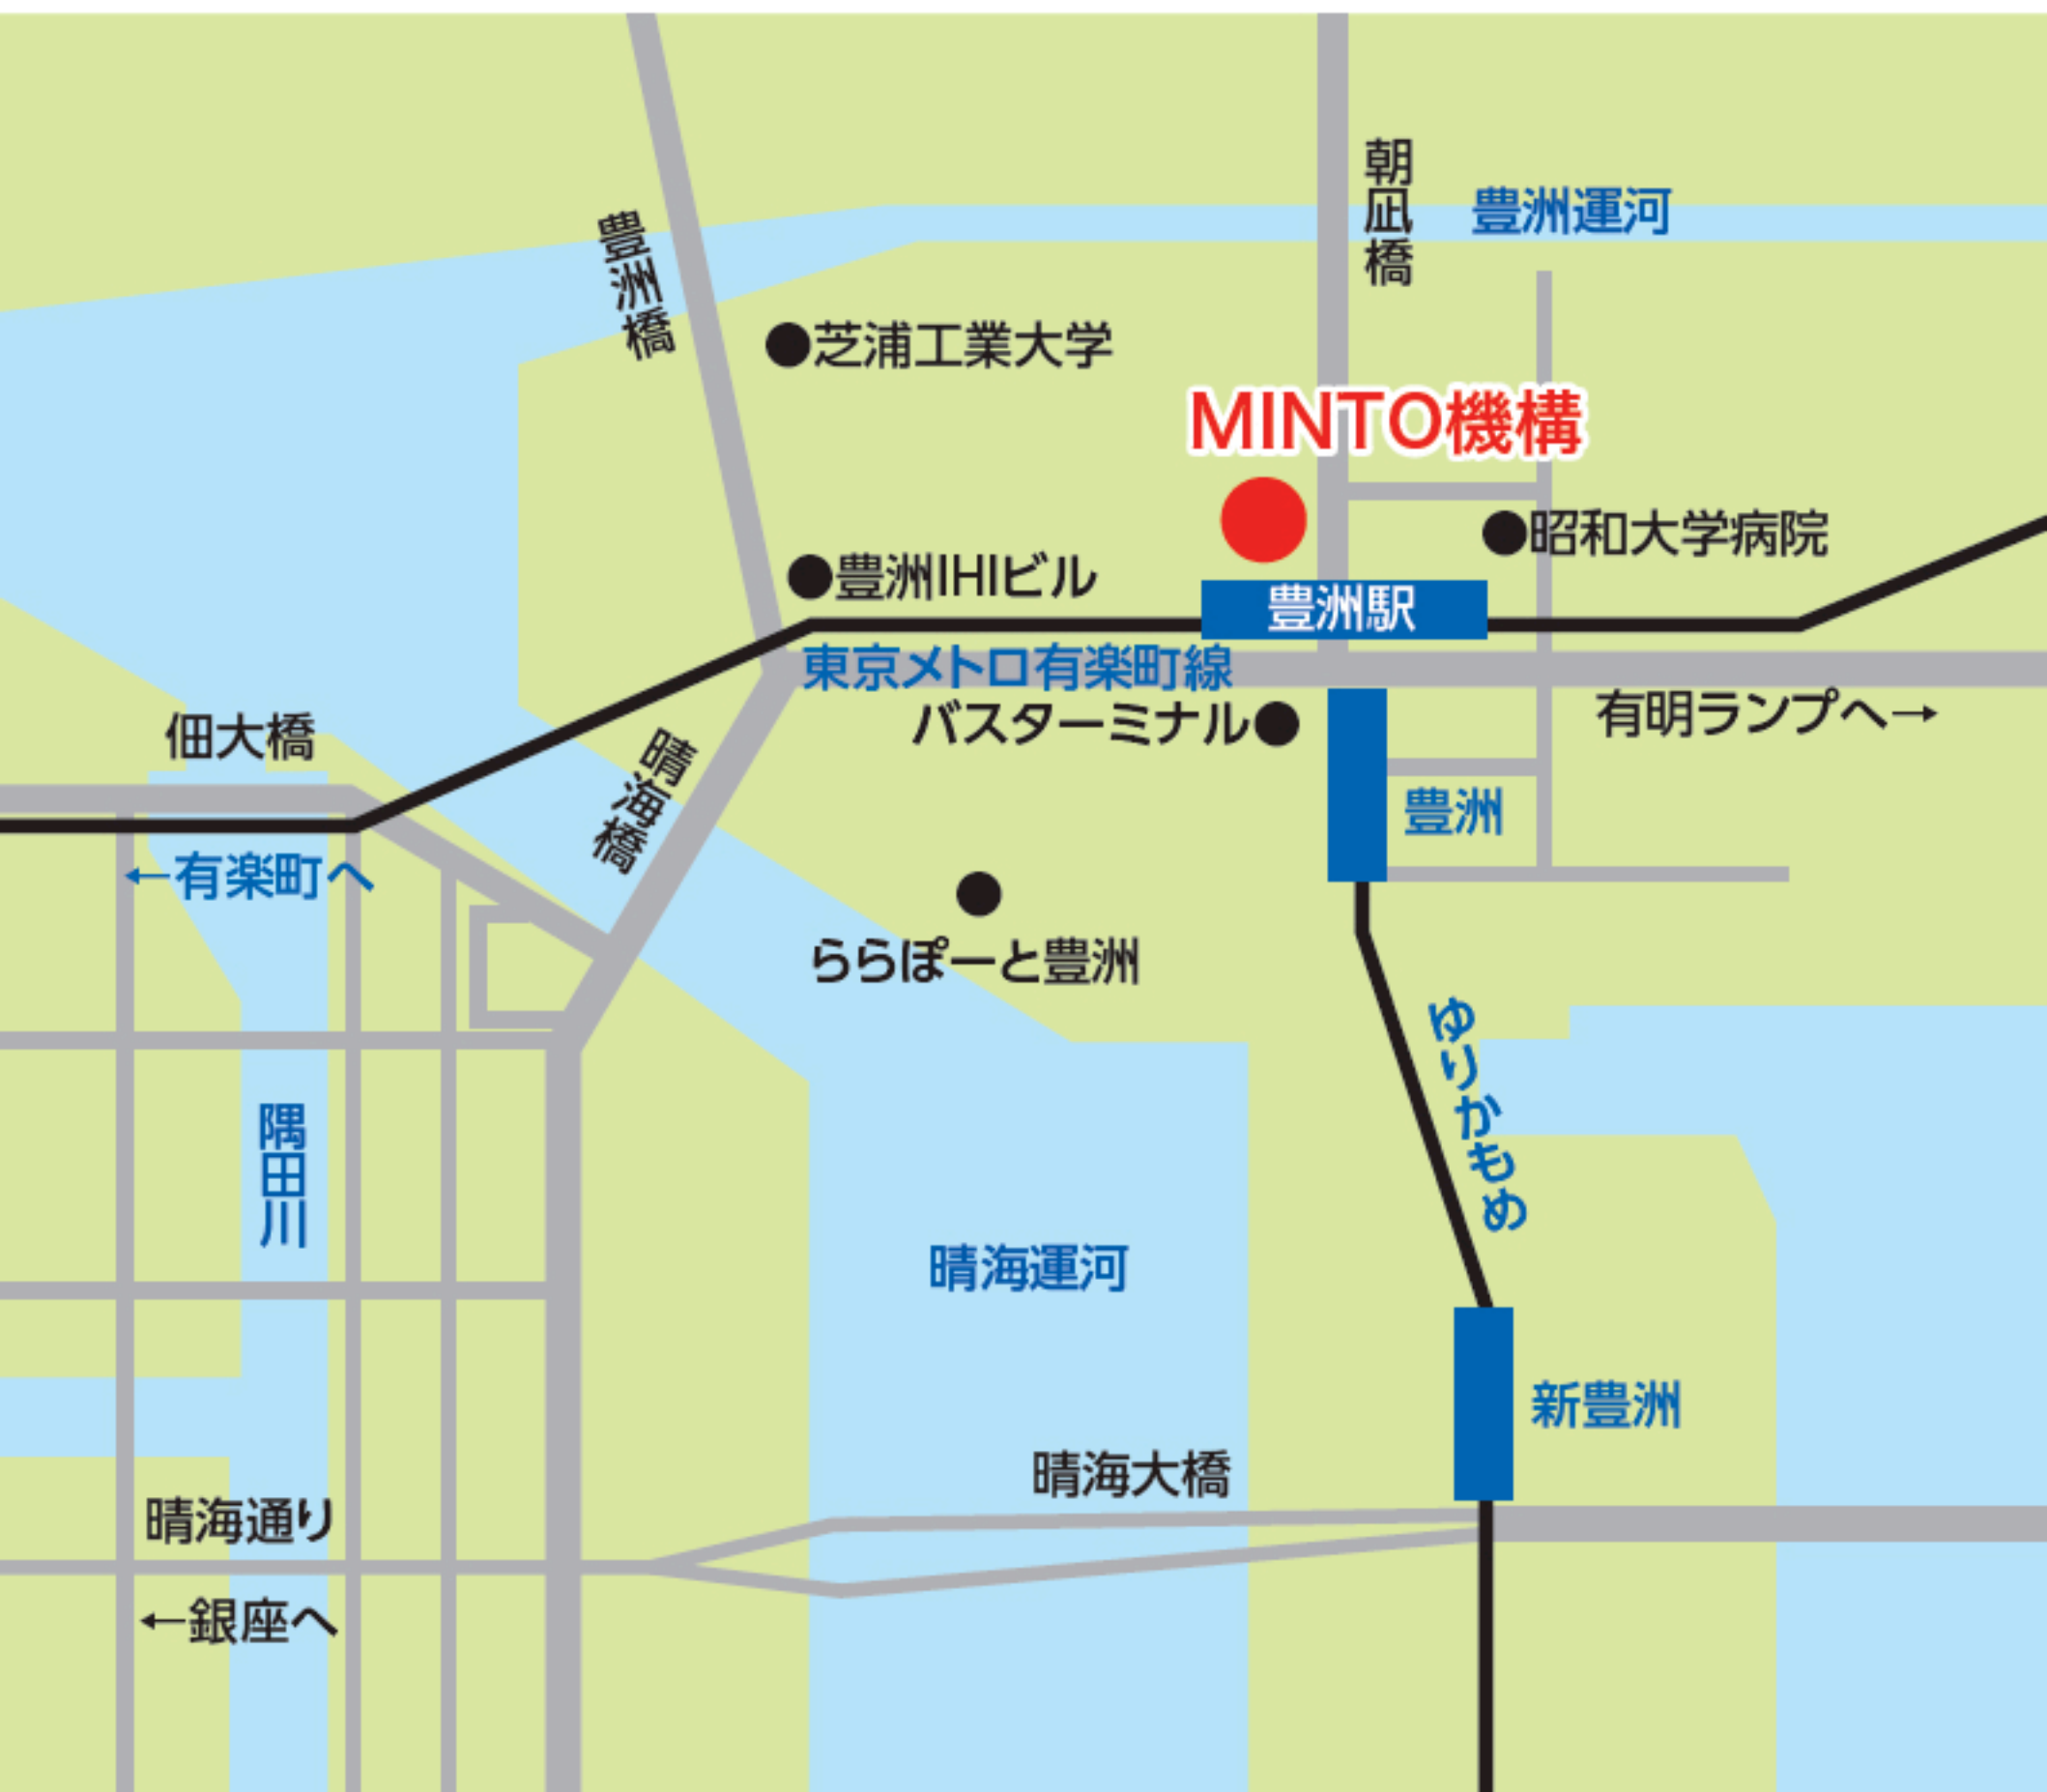 朝凪橋
豊洲運河
豊洲橋
芝浦工業大学
MINTO機構
昭和大学病院
豊洲IHIビル
豊洲駅
東京メトロ有楽町線
バスターミナル
有明ランプへ→
佃大橋
晴海橋
豊洲
←有楽町へ
ららぽーと豊洲
ゆりかもめ
隅田川
晴海運河
新豊洲
晴海大橋
晴海通り
←銀座へ